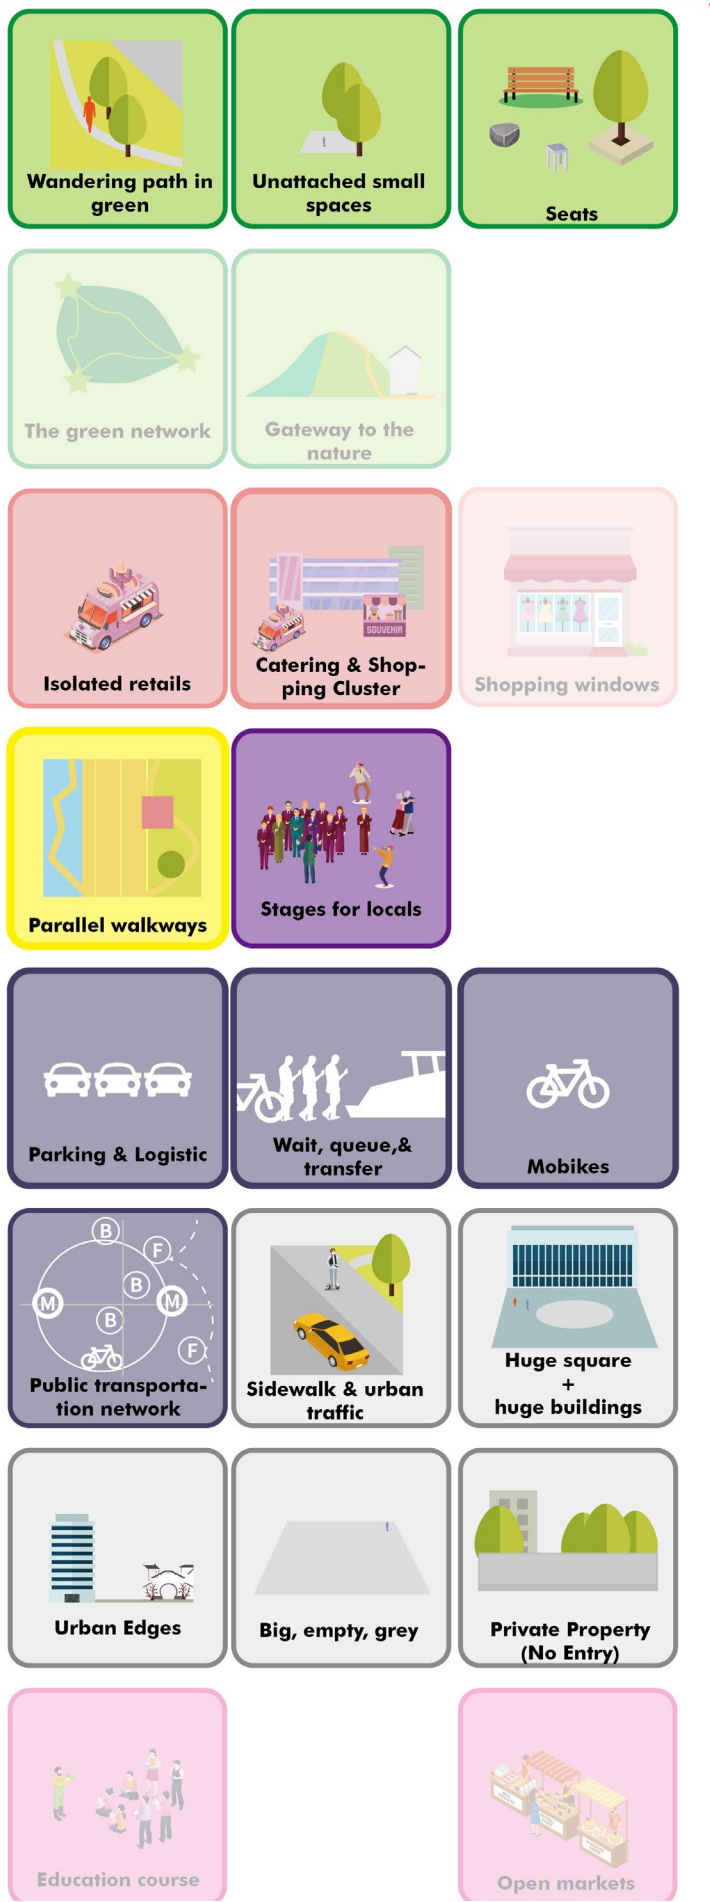 Wandering path in
green
Unattached small
spaces
Seats
The green network
Gateway to the
nature
Isolated retails
SOUVENIR
Catering & Shop-
ping Cluster
Shopping windows
Parallel walkways
Stages for locals
Parking & Logistic
Wait, queue,&
transfer
Mobikes
B
F
B
M
M
B
F
Public transporta-
tion network
Sidewalk & urban
traffic
Huge square
+
huge buildings
Urban Edges
Big, empty, grey
Private Property
(No Entry)
Education course
Open markets